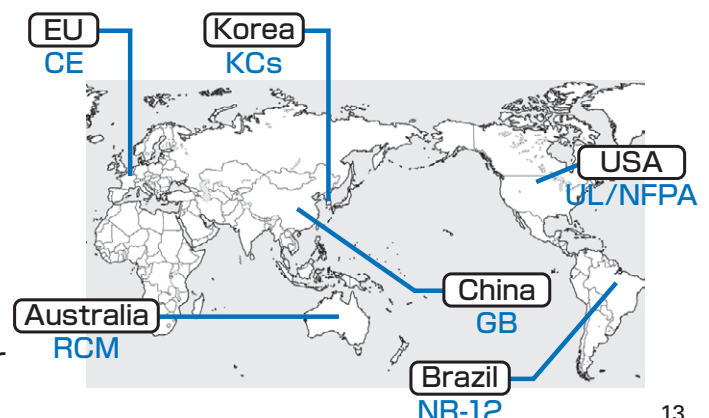 EU
CE
Korea
KCs
USA
UL/NFPA
China
GB
Australia
RCM
Brazil
NR-12
13